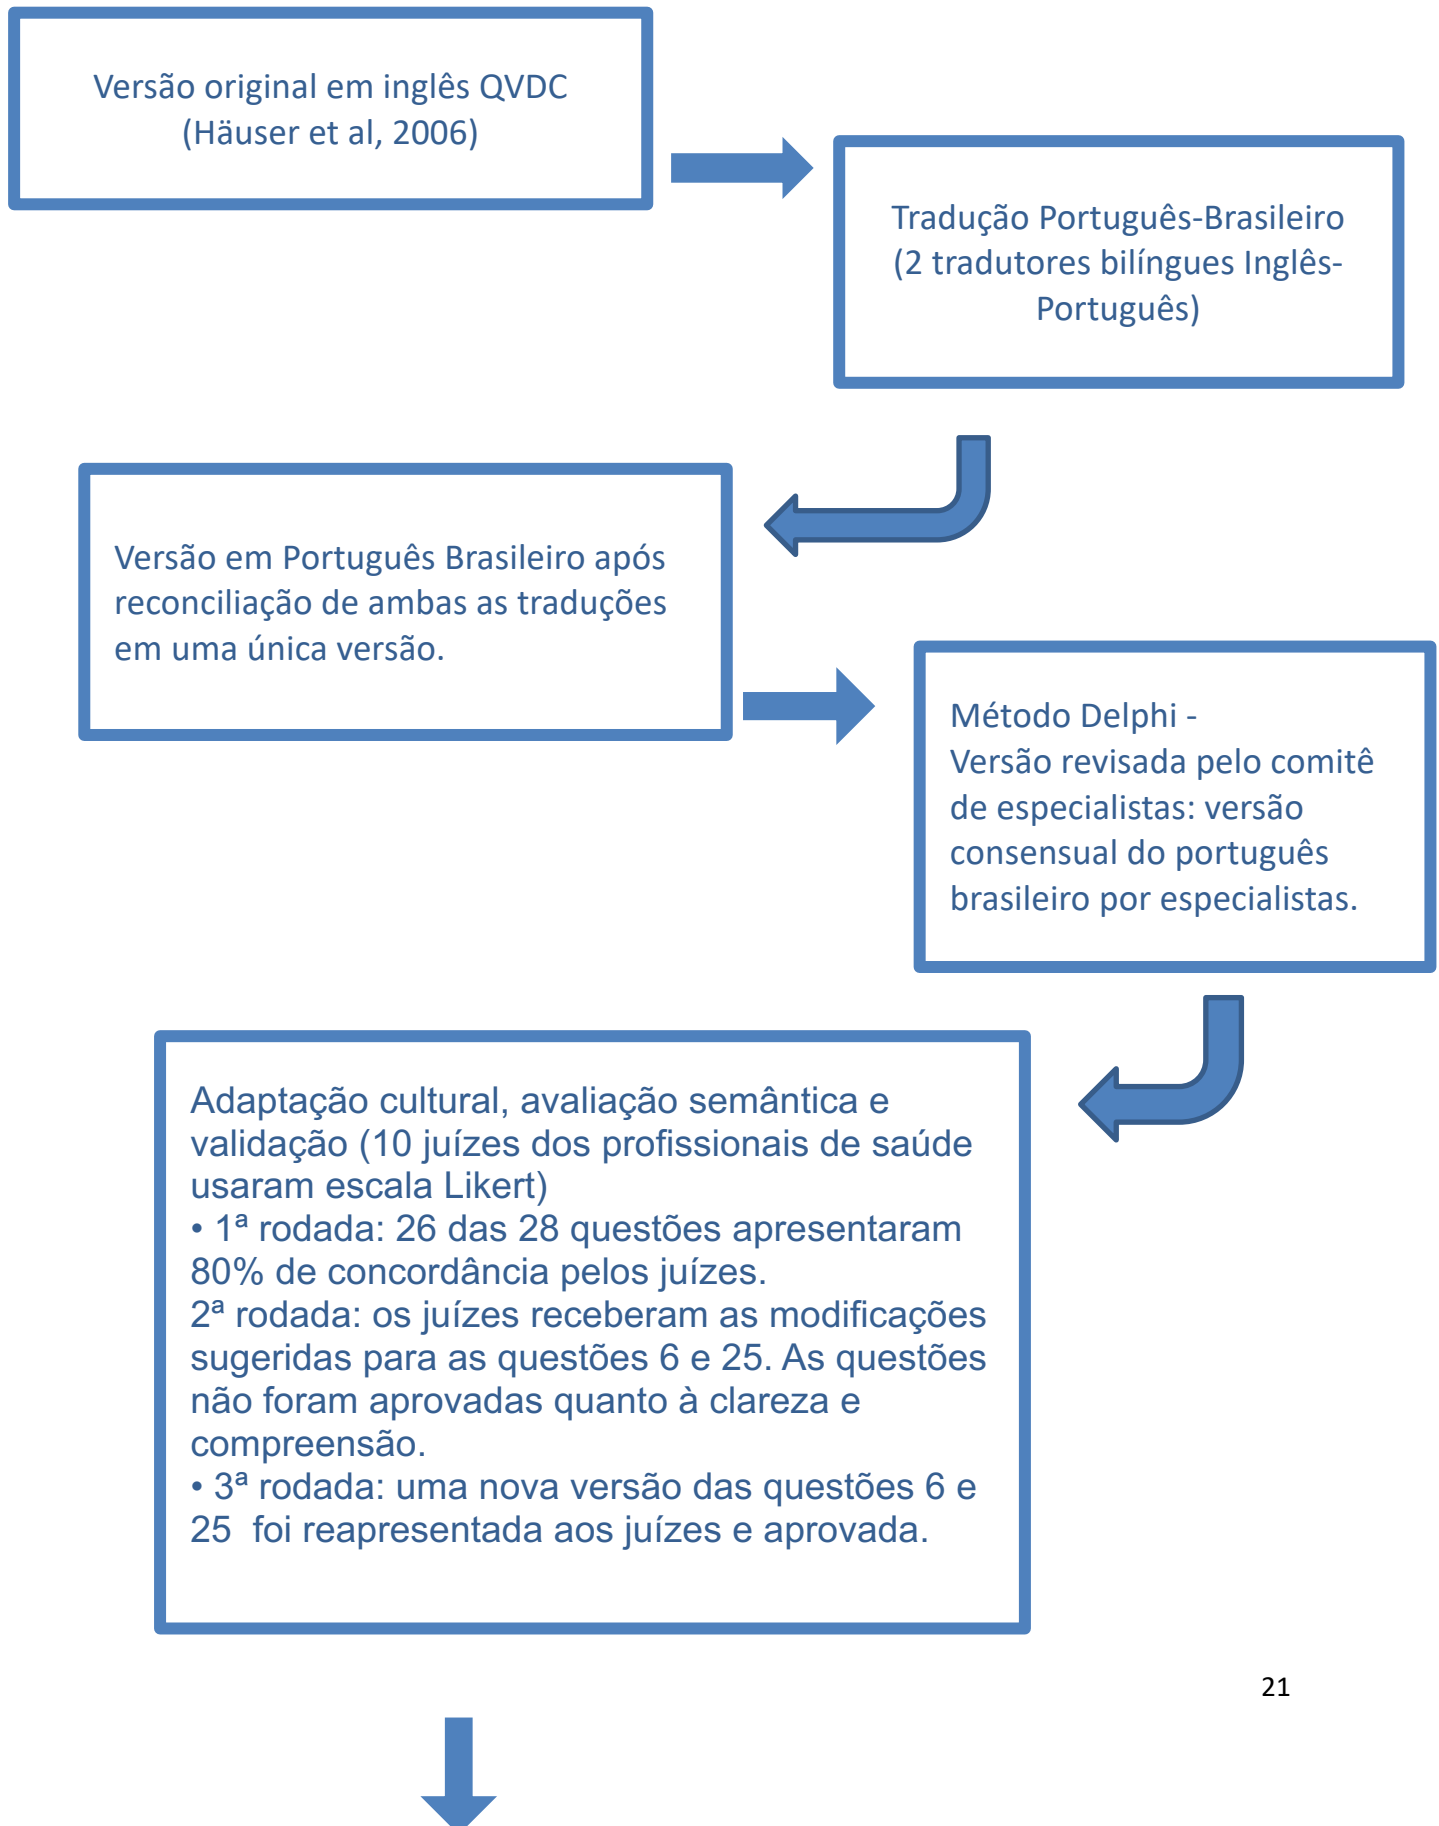 Versão original em inglês QVDC
(Häuser et al, 2006)
Tradução Português-Brasileiro
(2 tradutores bilíngues Inglês-
Português)
Versão em Português Brasileiro após
reconciliação de ambas as traduções
em uma única versão.
Método Delphi -
Versão revisada pelo comitê
de especialistas: versão
consensual do português
brasileiro por especialistas.
Adaptação cultural, avaliação semântica e
validação (10 juízes dos profissionais de saúde
usaram escala Likert)
• 1ª rodada: 26 das 28 questões apresentaram
80% de concordância pelos juízes.
2ª rodada: os juízes receberam as modificações
sugeridas para as questões 6 e 25. As questões
não foram aprovadas quanto à clareza e
compreensão.
• 3ª rodada: uma nova versão das questões 6 e
25  foi reapresentada aos juízes e aprovada.
21